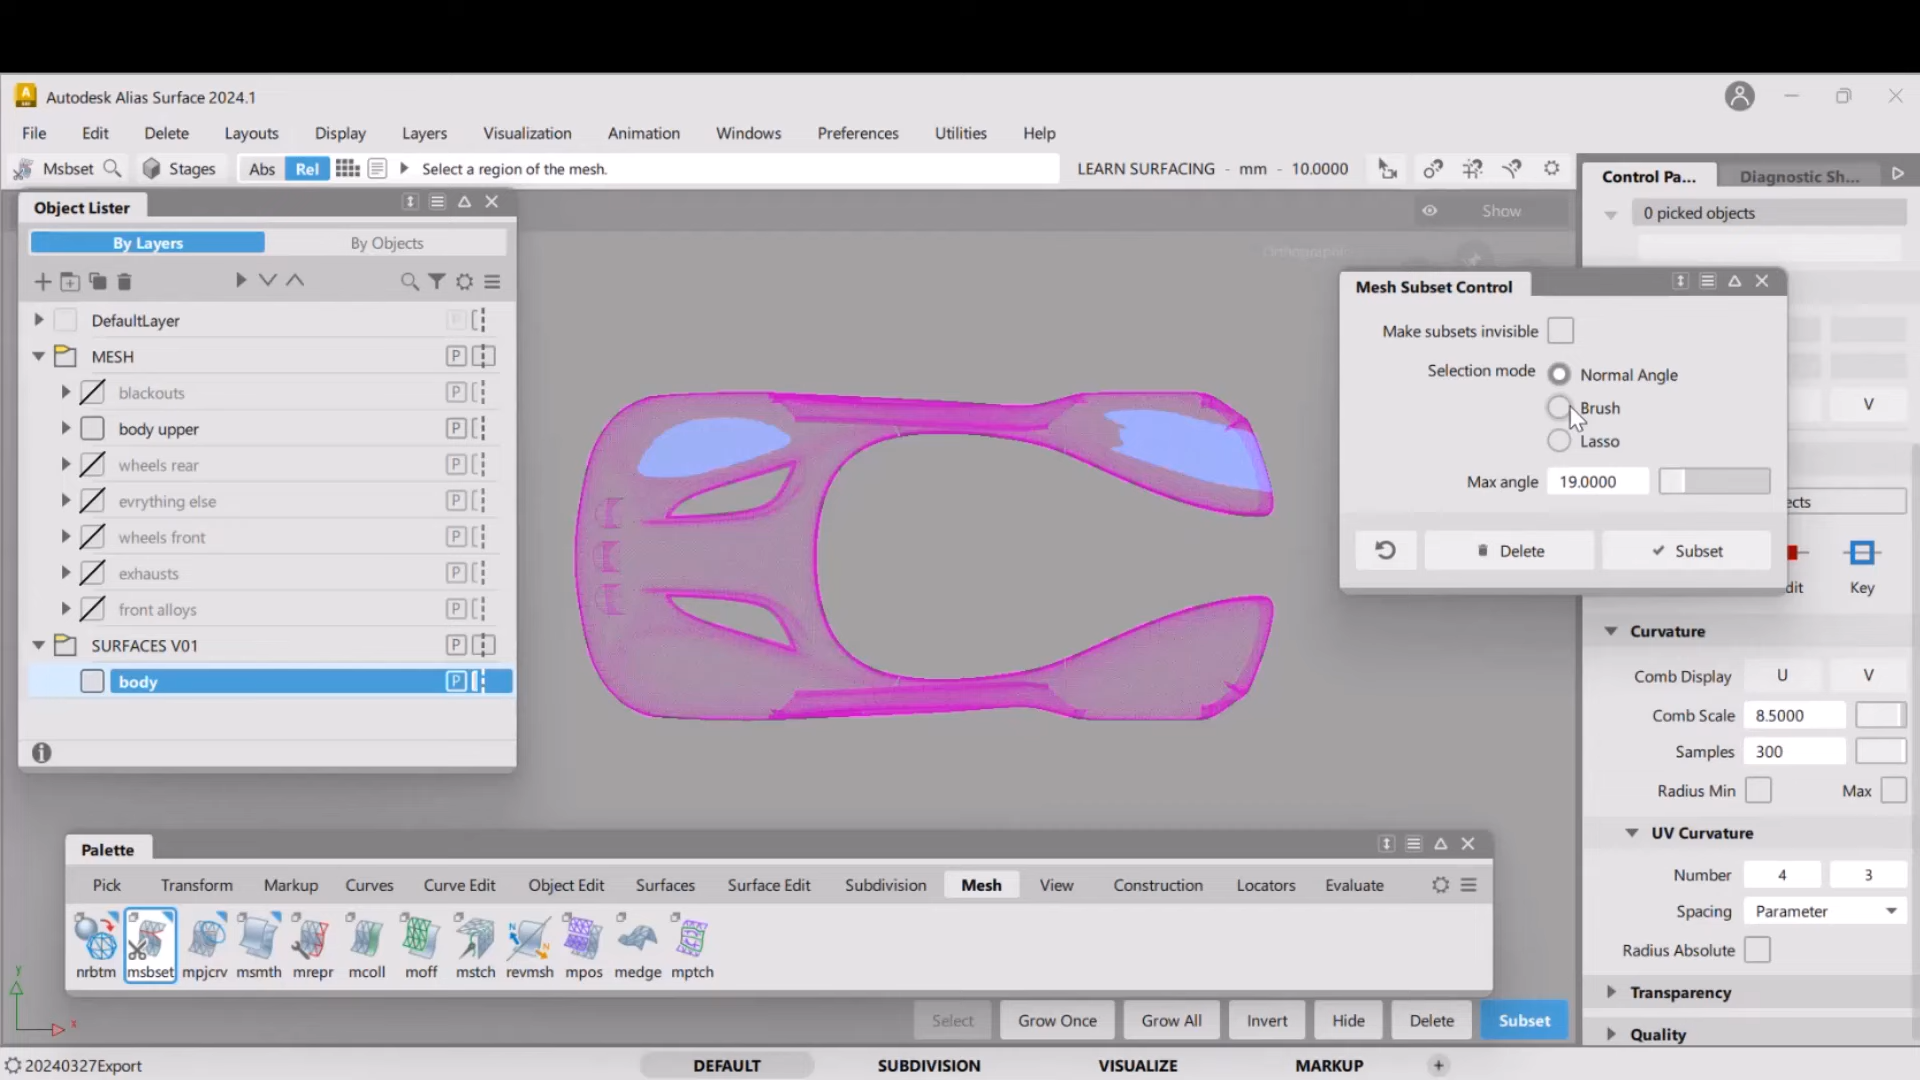 Autodesk Alias Surface 2024.1
File Edit Delete Layouts Display Layers Visualization Animation Windows Preferences Utilities Help
Msbset Stages Abs Rel Select a region of the mesh. LEARN SURFACING - mm - 10.0000
Control Pa... Diagnostic Sh...
Object Lister
Show
0 picked objects
By Layers By Objects
Orthographic
DefaultLayer
MESH P
blackouts P
body upper P
wheels rear P
evrything else P
wheels front P
exhausts P
front alloys P
SURFACES V01 P
body P
Mesh Subset Control
Make subsets invisible
Selection mode Normal Angle
Brush
Lasso
Max angle 19.0000
Delete Subset
V
ects
dit Key
Curvature
Comb Display U V
Comb Scale 8.5000
Samples 300
Radius Min Max
UV Curvature
Number 4 3
Spacing Parameter
Radius Absolute
Transparency
Quality
Palette
Pick Transform Markup Curves Curve Edit Object Edit Surfaces Surface Edit Subdivision Mesh View Construction Locators Evaluate
nrbtm msbset mpjcrv msmth mrepr mcoll moff mstch revmsh mpos medge mptch
y
x
Select Grow Once Grow All Invert Hide Delete Subset
20240327Export DEFAULT SUBDIVISION VISUALIZE MARKUP +